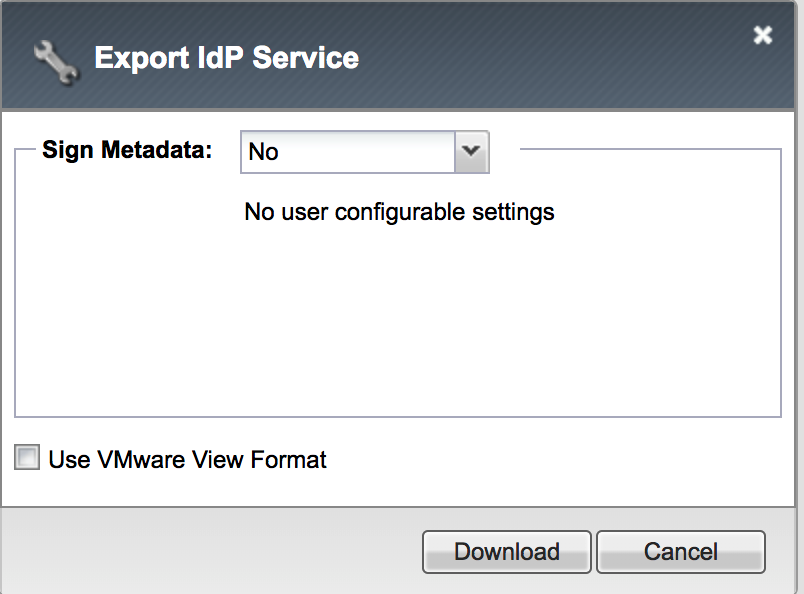 Export IdP Service
Sign Metadata: No
No user configurable settings
Use VMware View Format
Download Cancel